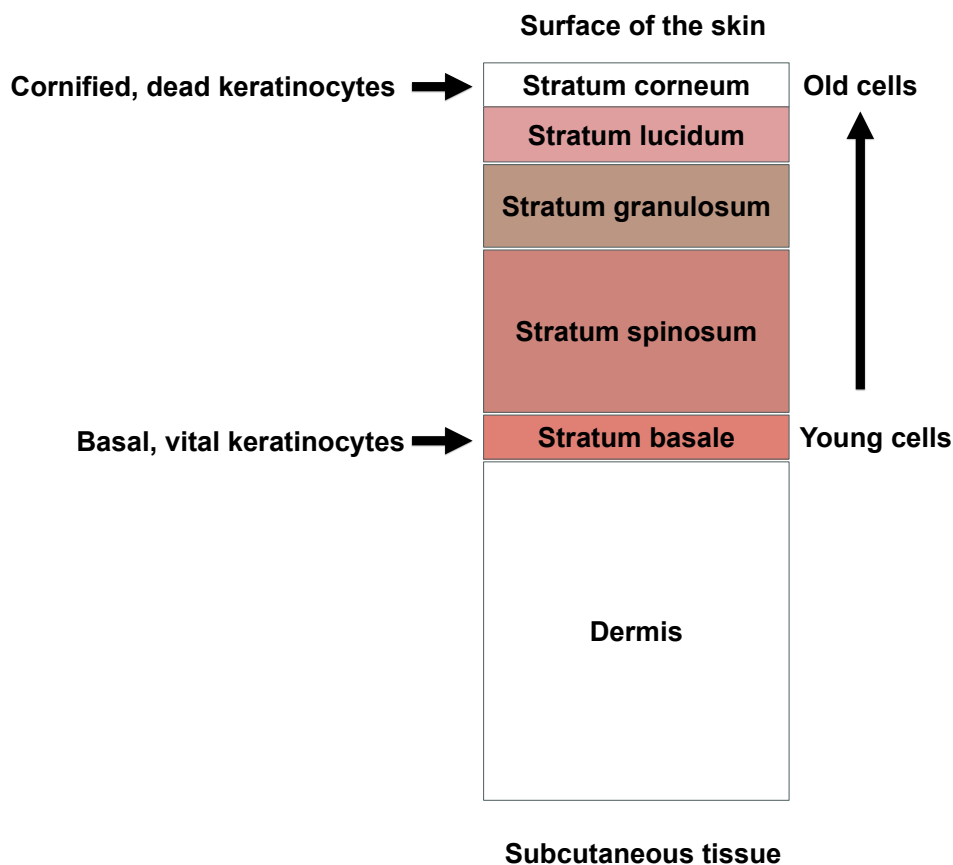 Surface of the skin
Cornified, dead keratinocytes
Stratum corneum
Old cells
Stratum lucidum
Stratum granulosum
Stratum spinosum
Basal, vital keratinocytes
Stratum basale
Young cells
Dermis
Subcutaneous tissue